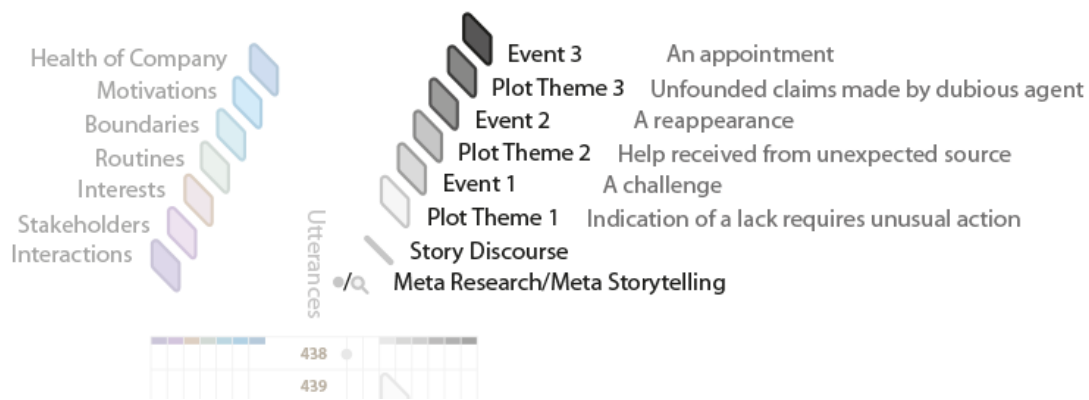 Health of Company
Motivations
Boundaries
Routines
Interests
Stakeholders
Interactions
Utterances
Event 3 An appointment
Plot Theme 3 Unfounded claims made by dubious agent
Event 2 A reappearance
Plot Theme 2 Help received from unexpected source
Event 1 A challenge
Plot Theme 1 Indication of a lack requires unusual action
Story Discourse
/ Meta Research/Meta Storytelling
438
439